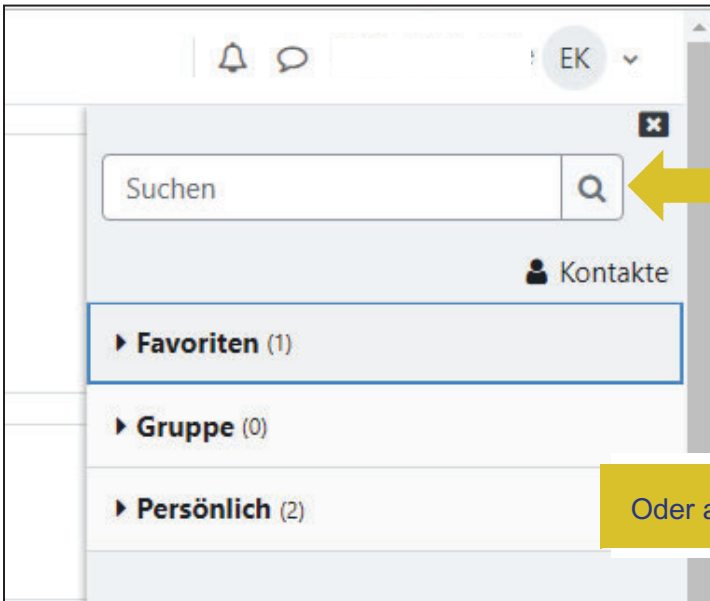 EK
Suchen
Kontakte
Favoriten (1)
Gruppe (0)
Persönlich (2)
Oder a